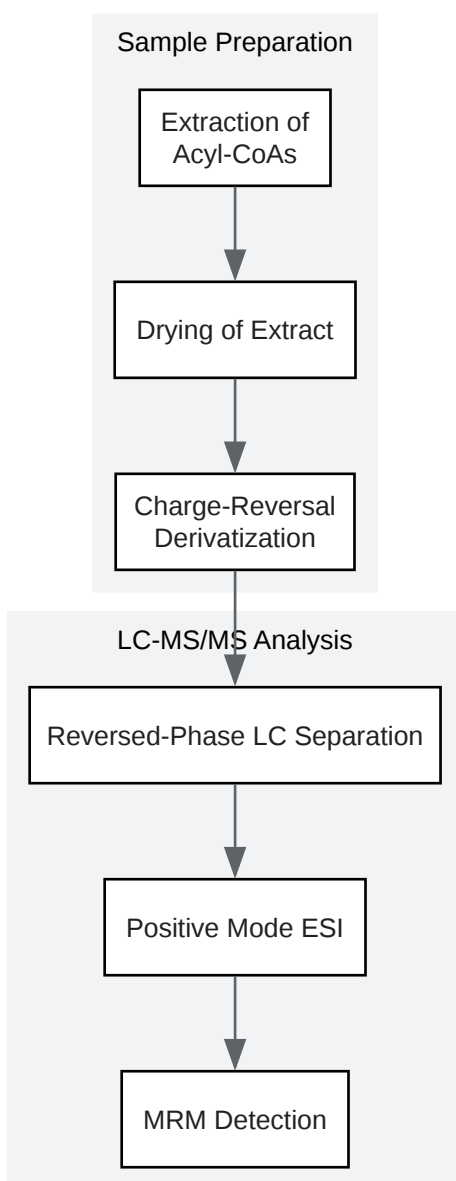 Sample Preparation
Extraction of
Acyl-CoAs
Drying of Extract
Charge-Reversal
Derivatization
LC-MS/MS Analysis
Reversed-Phase LC Separation
Positive Mode ESI
MRM Detection